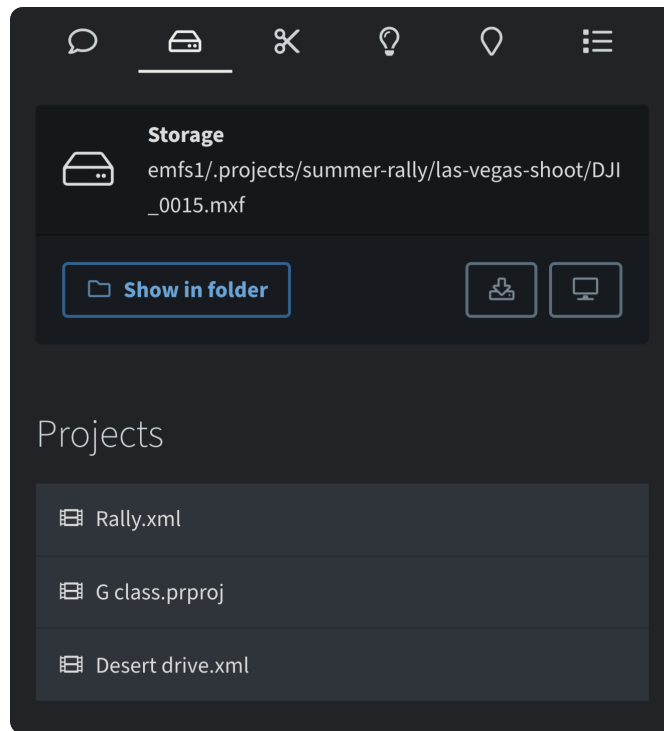 Storage
emfs1/.projects/summer-rally/las-vegas-shoot/DJI
_0015.mxf
Show in folder
Projects
Rally.xml
G class.prproj
Desert drive.xml